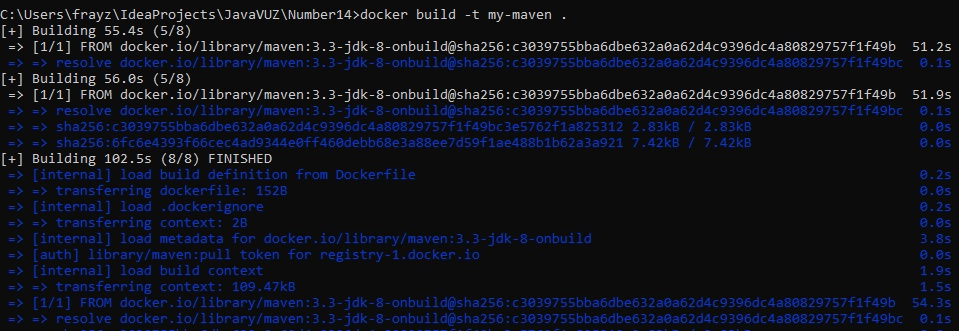 C:\Users\frayz\IdeaProjects\JavaVUZ\Number14>docker build -t my-maven .
[+] Building 55.4s (5/8)
=> [1/1] FROM docker.io/library/maven:3.3-jdk-8-onbuild@sha256:c3039755bba6dbe632a0a62d4c9396dc4a80829757f1f49b 51.2s
=> => resolve docker.io/library/maven:3.3-jdk-8-onbuild@sha256:c3039755bba6dbe632a0a62d4c9396dc4a80829757f1f49bc 0.1s
[+] Building 56.0s (5/8)
=> [1/1] FROM docker.io/library/maven:3.3-jdk-8-onbuild@sha256:c3039755bba6dbe632a0a62d4c9396dc4a80829757f1f49b 51.9s
=> => resolve docker.io/library/maven:3.3-jdk-8-onbuild@sha256:c3039755bba6dbe632a0a62d4c9396dc4a80829757f1f49bc 0.1s
=> => sha256:c3039755bba6dbe632a0a62d4c9396dc4a80829757f1f49bc3e5762f1a825312 2.83kB / 2.83kB 0.0s
=> => sha256:6fc6e4393f66cec4ad9344e0ff460debb68e3a88ee7d59f1ae488b1b62a3a921 7.42kB / 7.42kB 0.0s
[+] Building 102.5s (8/8) FINISHED
=> [internal] load build definition from Dockerfile 0.2s
=> => transferring dockerfile: 152B 0.0s
=> [internal] load .dockerignore 0.2s
=> => transferring context: 2B 0.0s
=> [internal] load metadata for docker.io/library/maven:3.3-jdk-8-onbuild 3.8s
=> [auth] library/maven:pull token for registry-1.docker.io 0.0s
=> [internal] load build context 1.9s
=> => transferring context: 109.47kB 1.5s
=> [1/1] FROM docker.io/library/maven:3.3-jdk-8-onbuild@sha256:c3039755bba6dbe632a0a62d4c9396dc4a80829757f1f49b 54.3s
=> => resolve docker.io/library/maven:3.3-jdk-8-onbuild@sha256:c3039755bba6dbe632a0a62d4c9396dc4a80829757f1f49bc 0.1s